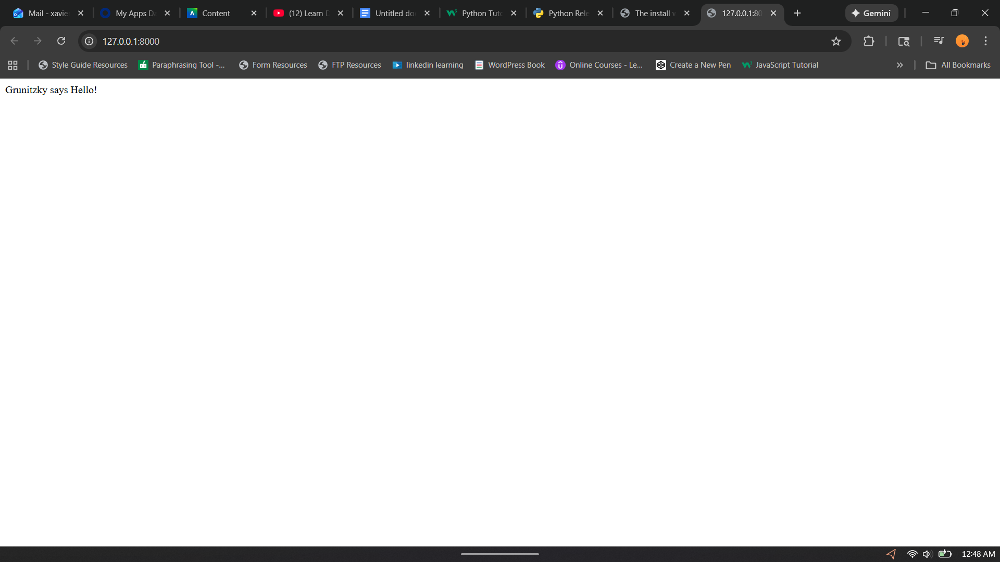 Mail - xavie
My Apps Da
Content
(12) Learn D
Untitled do
Python Tuto
Python Rele
The install w
127.0.0.1:80
Gemini
127.0.0.1:8000
Style Guide Resources
Paraphrasing Tool -...
Form Resources
FTP Resources
linkedin learning
WordPress Book
Online Courses - Le...
Create a New Pen
JavaScript Tutorial
All Bookmarks
Grunitzky says Hello!
12:48 AM